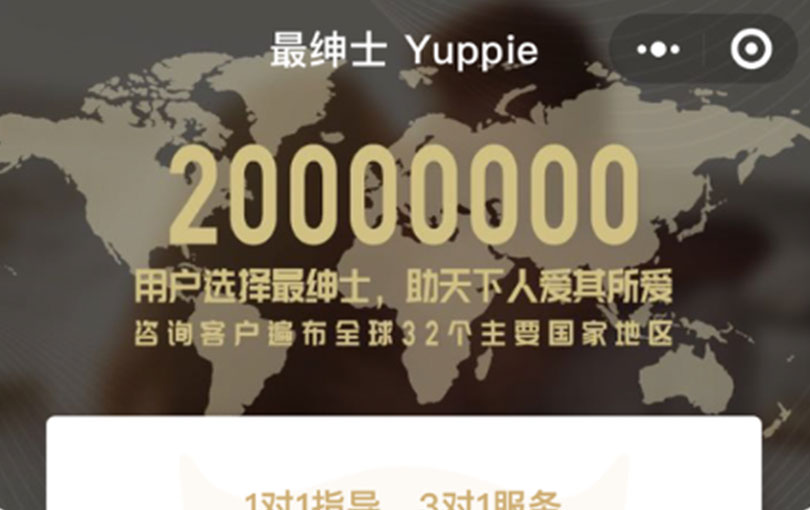 最绅士 Yuppie
20000000
用户选择最绅士，助天下人爱其所爱
咨询客户遍布全球32个主要国家地区
1对1指导，3对1服务